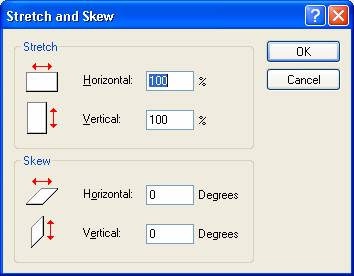 Stretch and Skew
Stretch
Horizontal: 100 %
Vertical: 100 %
Skew
Horizontal: 0 Degrees
Vertical: 0 Degrees
OK
Cancel